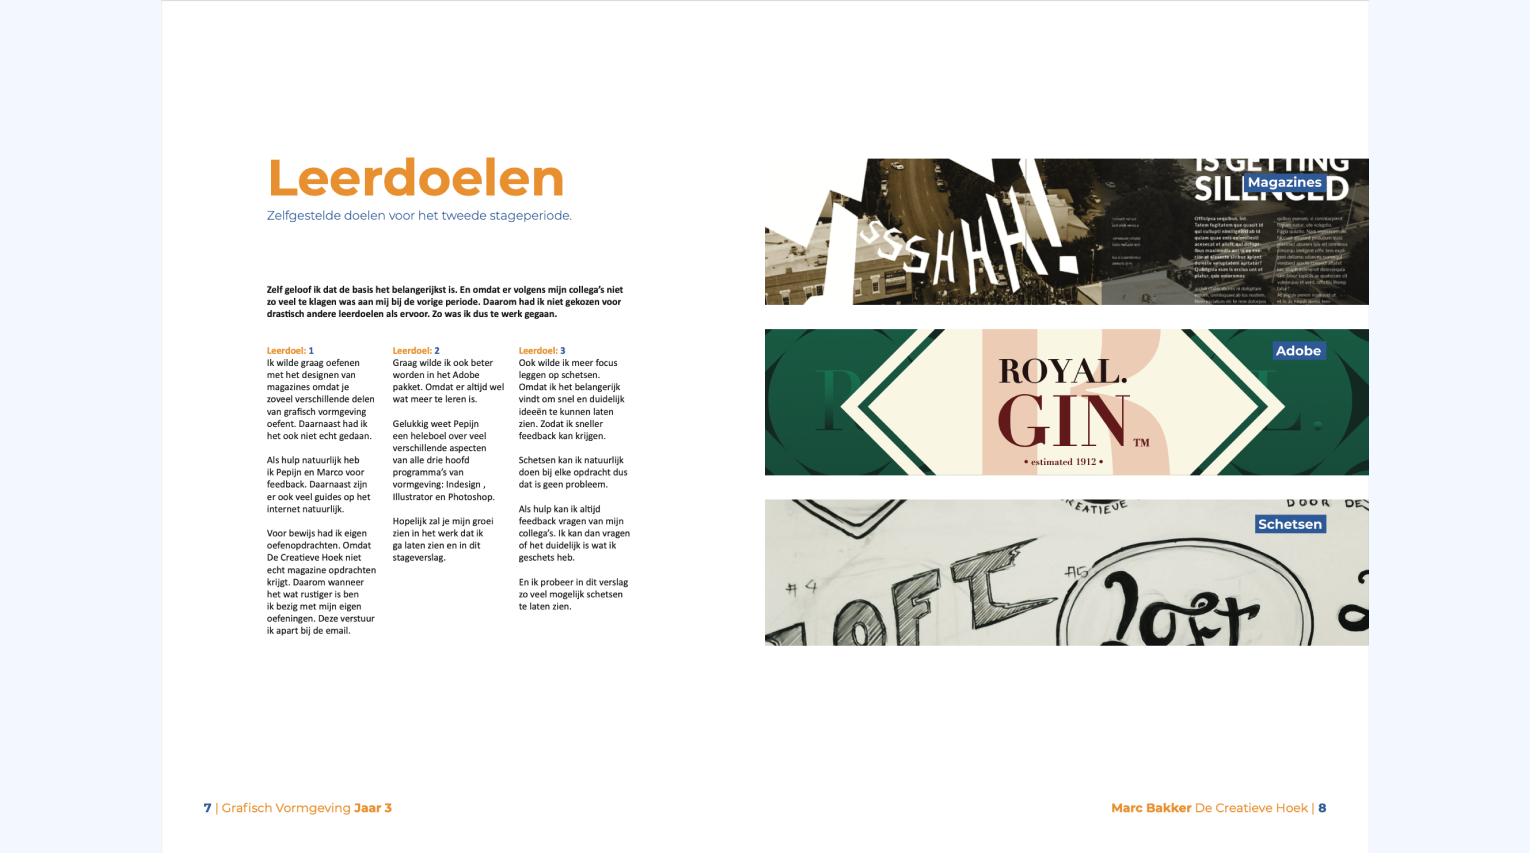 Leerdoelen
Zelfgestelde doelen voor het tweede stageperiode.
Zelf geloof ik dat de basis het belangerijkst is. En omdat er volgens mijn collega's niet
zo veel te klagen was aan mij bij de vorige periode. Daarom had ik niet gekozen voor
drastisch andere leerdoelen als ervoor. Zo was ik dus te werk gegaan.
Leerdoel: 1
Ik wilde graag oefenen
met het designen van
magazines omdat je
zoveel verschillende delen
van grafisch vormgeving
oefent. Daarnaast had ik
het ook niet echt gedaan.
Als hulp natuurlijk heb
ik Pepijn en Marco voor
feedback. Daarnaast zijn
er ook veel guides op het
internet natuurlijk.
Voor bewijs had ik eigen
oefenopdrachten. Omdat
De Creatieve Hoek niet
echt magazine opdrachten
krijgt. Daarom wanneer
het wat rustiger is ben
ik bezig met mijn eigen
oefeningen. Deze verstuur
ik apart bij de email.
Leerdoel: 2
Graag wilde ik ook beter
worden in het Adobe
pakket. Omdat er altijd wel
wat meer te leren is.
Gelukkig weet Pepijn
een heleboel over veel
verschillende aspecten
van alle drie hoofd
programma's van
vormgeving: Indesign ,
Illustrator en Photoshop.
Hopelijk zal je mijn groei
zien in het werk dat ik
ga laten zien en in dit
stageverslag.
Leerdoel: 3
Ook wilde ik meer focus
leggen op schetsen.
Omdat ik het belangerijk
vindt om snel en duidelijk
ideeën te kunnen laten
zien. Zodat ik sneller
feedback kan krijgen.
Schetsen kan ik natuurlijk
doen bij elke opdracht dus
dat is geen probleem.
Als hulp kan ik altijd
feedback vragen van mijn
collega's. Ik kan dan vragen
of het duidelijk is wat ik
geschets heb.
En ik probeer in dit verslag
zo veel mogelijk schetsen
te laten zien.
SSSHHH!
IS GETTING
SILENCED
Magazines
Adobe
ROYAL.
GIN™
• estimated 1912 •
Schetsen
CREATIEVE
DOOR DE
#4
OFT
#5
Loft
7 | Grafisch Vormgeving Jaar 3
Marc Bakker De Creatieve Hoek | 8